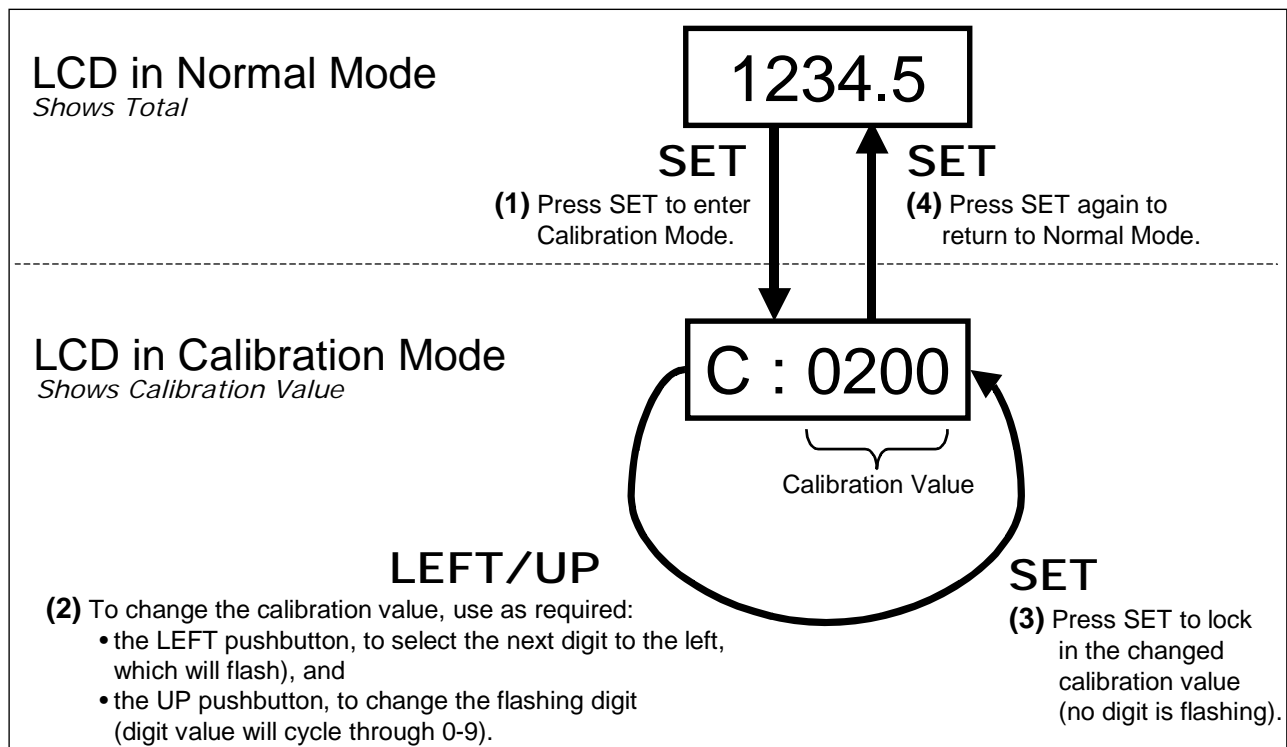 LCD in Normal Mode
Shows Total
1234.5
SET
(1) Press SET to enter
Calibration Mode.
SET
(4) Press SET again to
return to Normal Mode.
LCD in Calibration Mode
Shows Calibration Value
C : 0200
Calibration Value
LEFT/UP
(2) To change the calibration value, use as required:
• the LEFT pushbutton, to select the next digit to the left,
which will flash), and
• the UP pushbutton, to change the flashing digit
(digit value will cycle through 0-9).
SET
(3) Press SET to lock
in the changed
calibration value
(no digit is flashing).